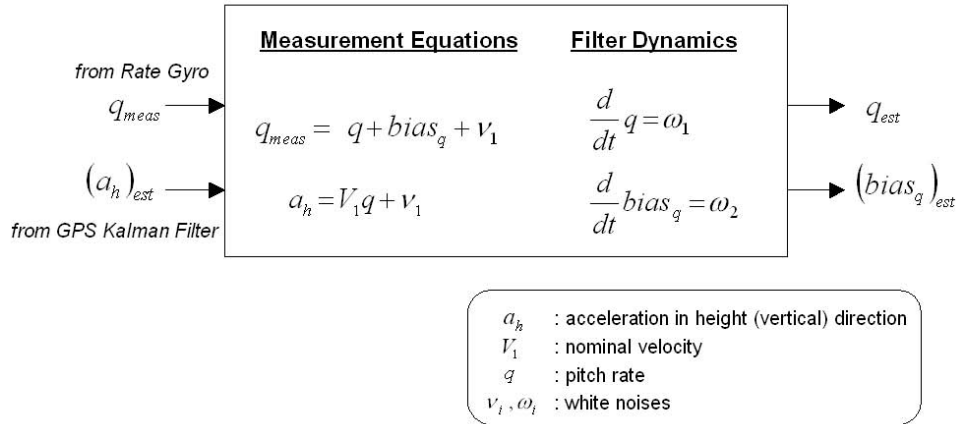 Measurement Equations Filter Dynamics
from Rate Gyro
q_meas
q_meas = q + bias_q + ν_1
d/dt q = ω_1
q_est
(a_h)_est
a_h = V_1 q + ν_1
d/dt bias_q = ω_2
(bias_q)_est
from GPS Kalman Filter
a_h : acceleration in height (vertical) direction
V_1 : nominal velocity
q : pitch rate
ν_i , ω_i : white noises